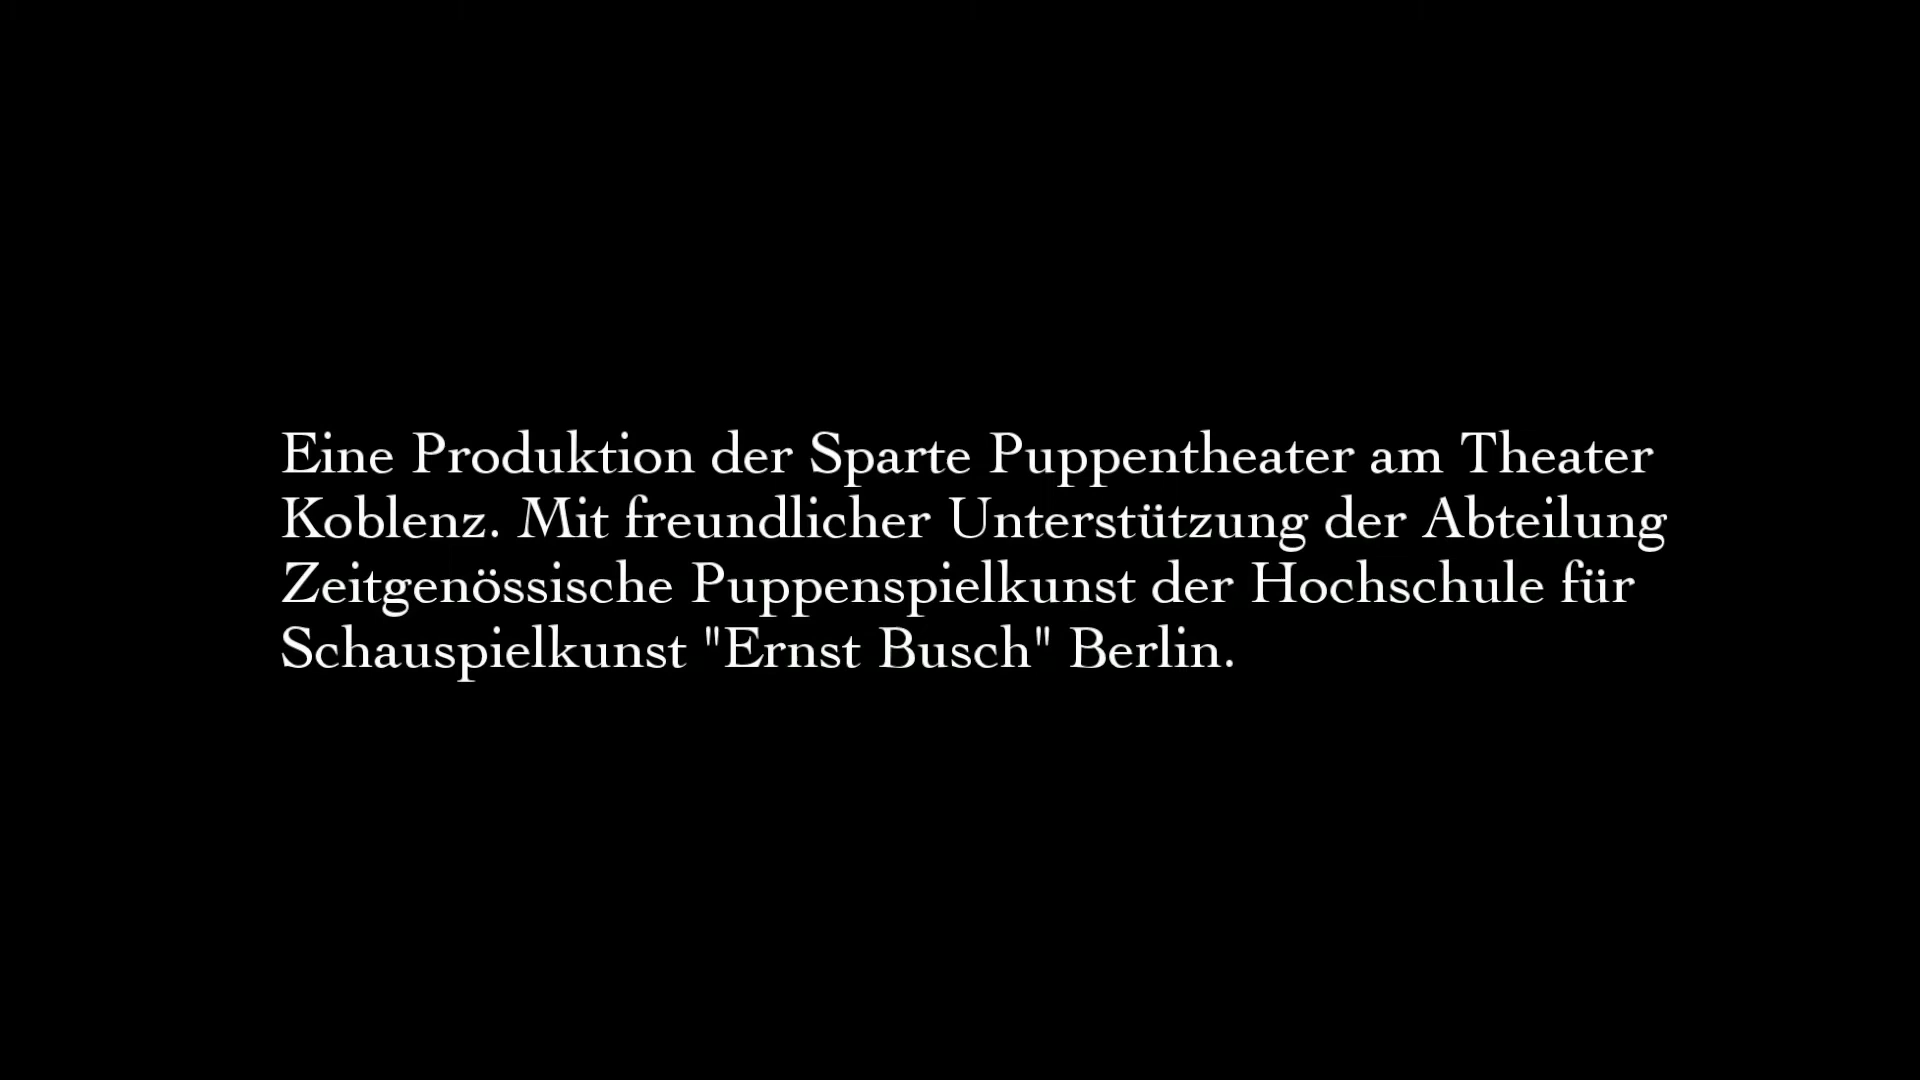 Eine Produktion der Sparte Puppentheater am Theater
Koblenz. Mit freundlicher Unterstützung der Abteilung
Zeitgenössische Puppenspielkunst der Hochschule für
Schauspielkunst "Ernst Busch" Berlin.